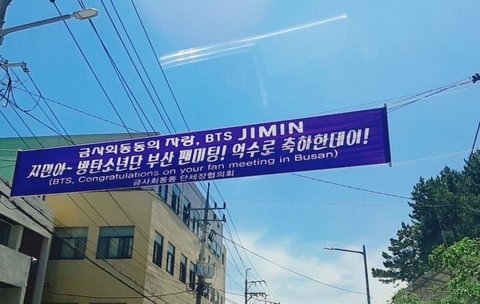 금사회동동의 자랑, BTS JIMIN
지민아~ 방탄소년단 부산 팬미팅! 억수로 축하한데이!
(BTS, Congratulations on your fan meeting in Busan)
금사회동동 단체장협의회